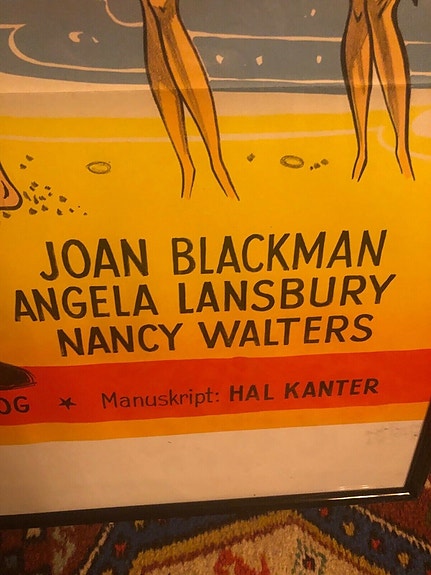 JOAN BLACKMAN
ANGELA LANSBURY
NANCY WALTERS
OG ★ Manuskript: HAL KANTER